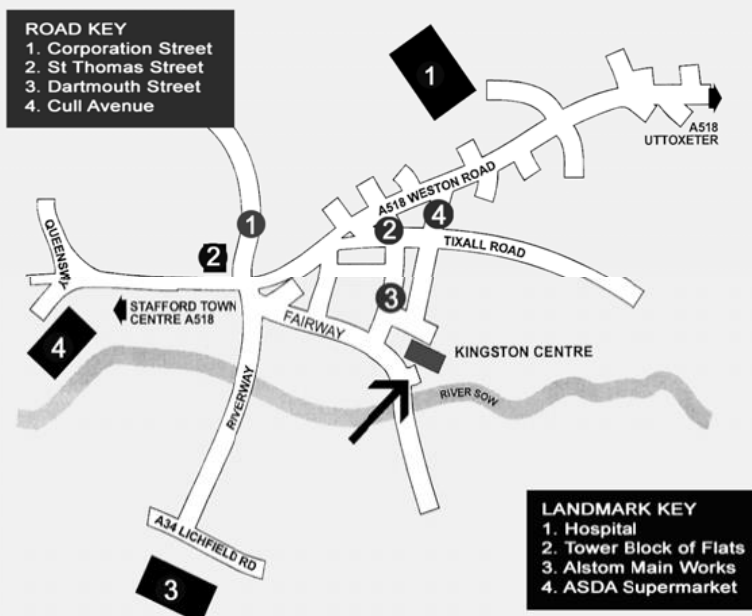 ROAD KEY
1. Corporation Street
2. St Thomas Street
3. Dartmouth Street
4. Cull Avenue
1
A518
UTTOXETER
A518 WESTON ROAD
4
1
2
TIXALL ROAD
QUEENSWY
2
STAFFORD TOWN
CENTRE A518
3
FAIRWAY
4
KINGSTON CENTRE
RIVERWAY
RIVER SOW
A34 LICHFIELD RD
3
LANDMARK KEY
1. Hospital
2. Tower Block of Flats
3. Alstom Main Works
4. ASDA Supermarket